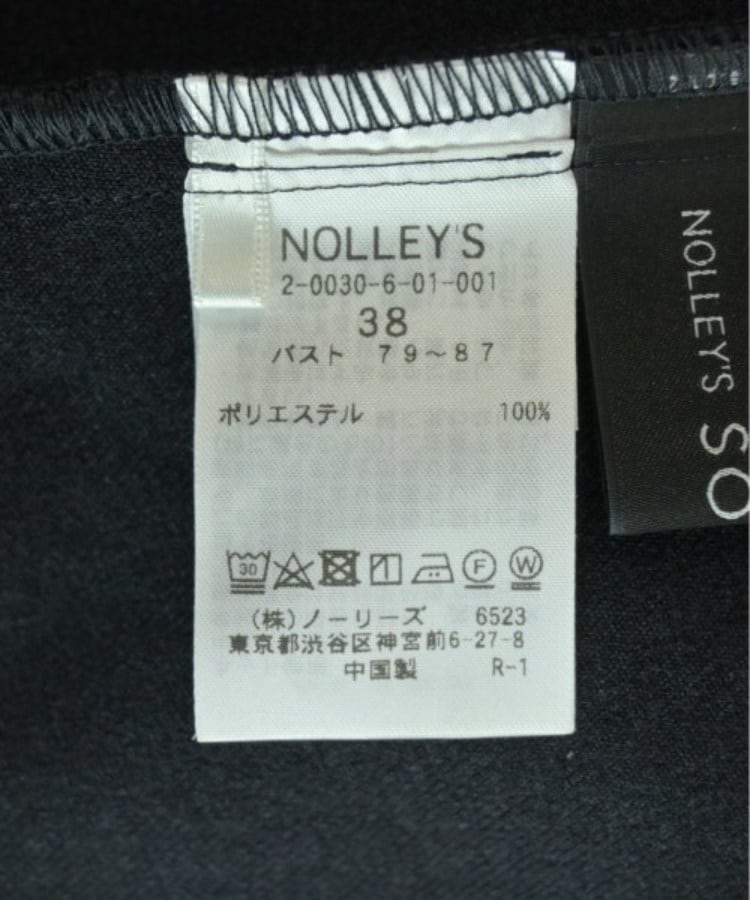 NOLLEY'S
2-0030-6-01-001
38
バスト 79～87
ポリエステル 100%
30 F W
(株)ノーリーズ 6523
東京都渋谷区神宮前6-27-8
中国製 R-1
NOLLEY'S SO